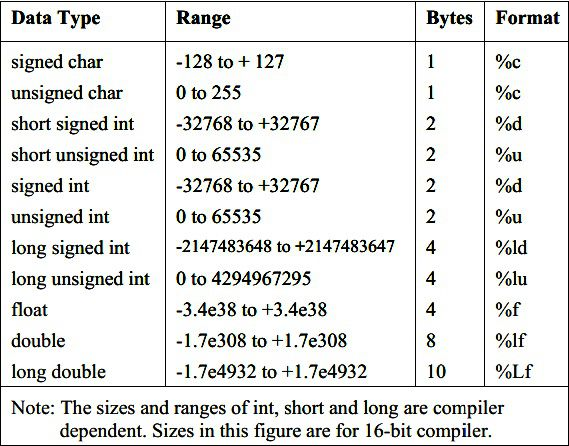 Data Type Range Bytes Format
signed char -128 to + 127 1 %c
unsigned char 0 to 255 1 %c
short signed int -32768 to +32767 2 %d
short unsigned int 0 to 65535 2 %u
signed int -32768 to +32767 2 %d
unsigned int 0 to 65535 2 %u
long signed int -2147483648 to +2147483647 4 %ld
long unsigned int 0 to 4294967295 4 %lu
float -3.4e38 to +3.4e38 4 %f
double -1.7e308 to +1.7e308 8 %lf
long double -1.7e4932 to +1.7e4932 10 %Lf
Note: The sizes and ranges of int, short and long are compiler
dependent. Sizes in this figure are for 16-bit compiler.